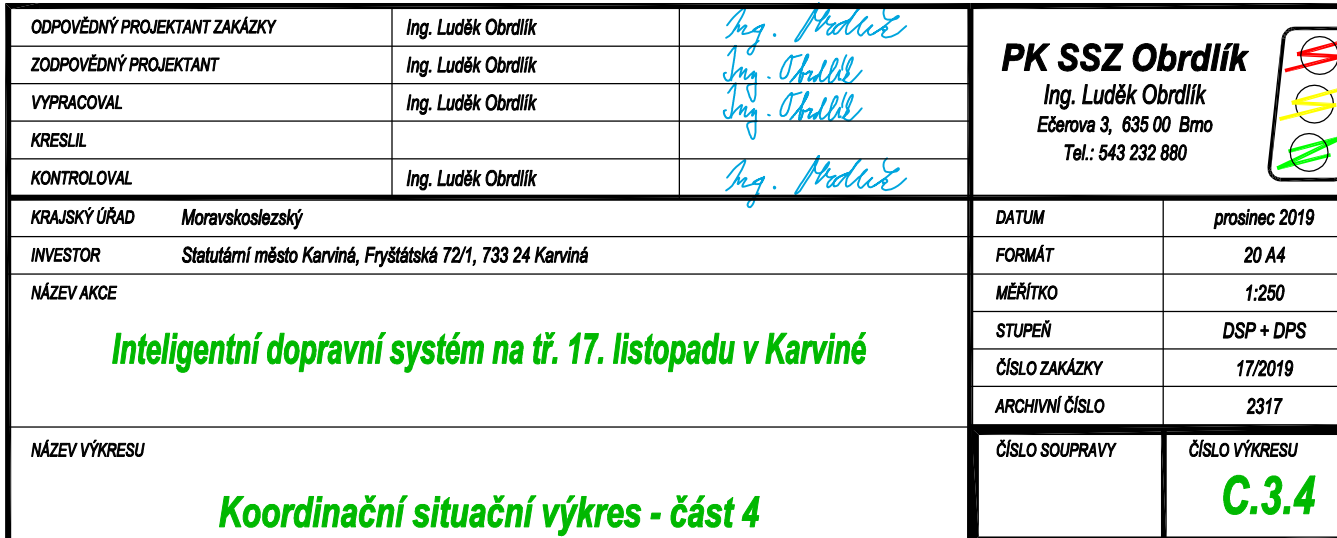 ODPOVĚDNÝ PROJEKTANT ZAKÁZKY Ing. Luděk Obrdlík Ing. Obrdlík
ZODPOVĚDNÝ PROJEKTANT Ing. Luděk Obrdlík Ing. Obrdlík
VYPRACOVAL Ing. Luděk Obrdlík Ing. Obrdlík
KRESLIL
KONTROLOVAL Ing. Luděk Obrdlík Ing. Obrdlík
PK SSZ Obrdlík
Ing. Luděk Obrdlík
Ečerova 3, 635 00 Brno
Tel.: 543 232 880
KRAJSKÝ ÚŘAD Moravskoslezský
INVESTOR Statutární město Karviná, Fryštátská 72/1, 733 24 Karviná
NÁZEV AKCE
Inteligentní dopravní systém na tř. 17. listopadu v Karviné
NÁZEV VÝKRESU
Koordinační situační výkres - část 4
DATUM prosinec 2019
FORMÁT 20 A4
MĚŘÍTKO 1:250
STUPEŇ DSP + DPS
ČÍSLO ZAKÁZKY 17/2019
ARCHIVNÍ ČÍSLO 2317
ČÍSLO SOUPRAVY ČÍSLO VÝKRESU
C.3.4